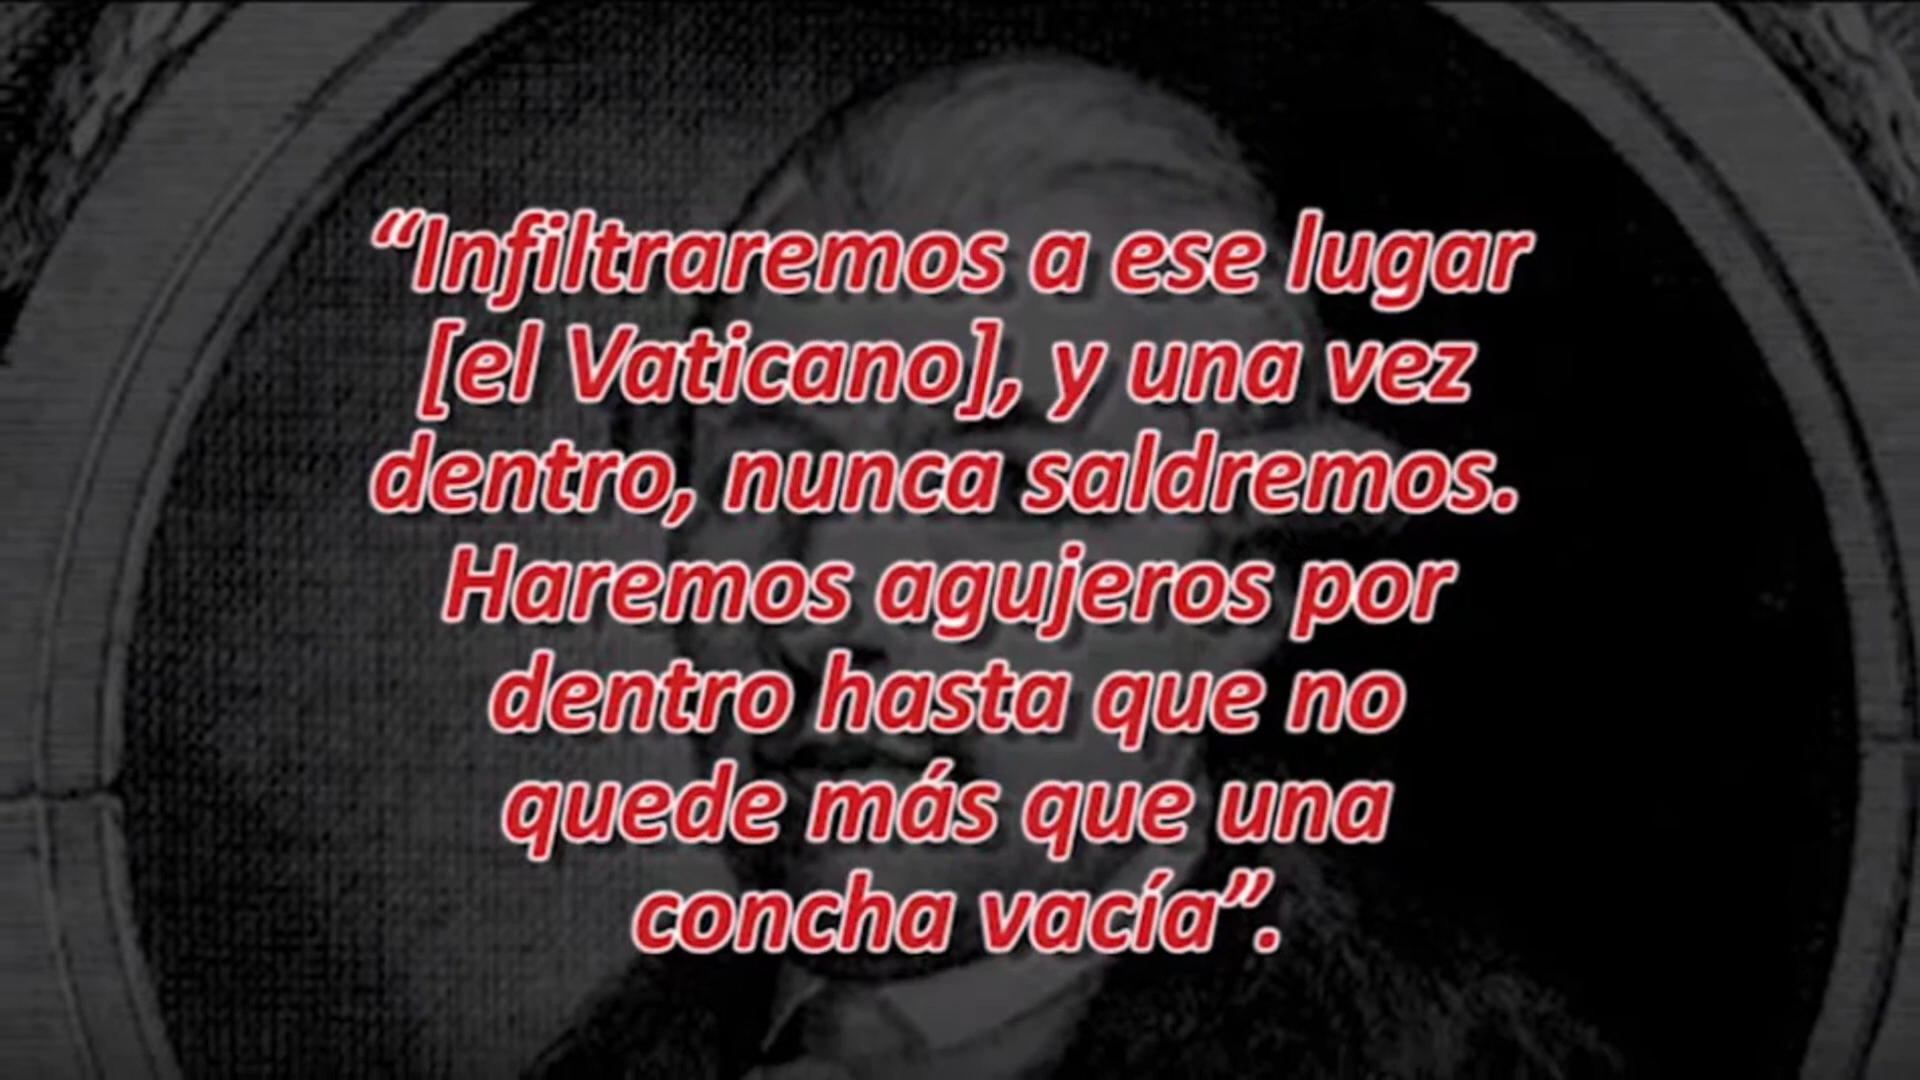 “Infiltraremos a ese lugar
[el Vaticano], y una vez
dentro, nunca saldremos.
Haremos agujeros por
dentro hasta que no
quede más que una
concha vacía”.